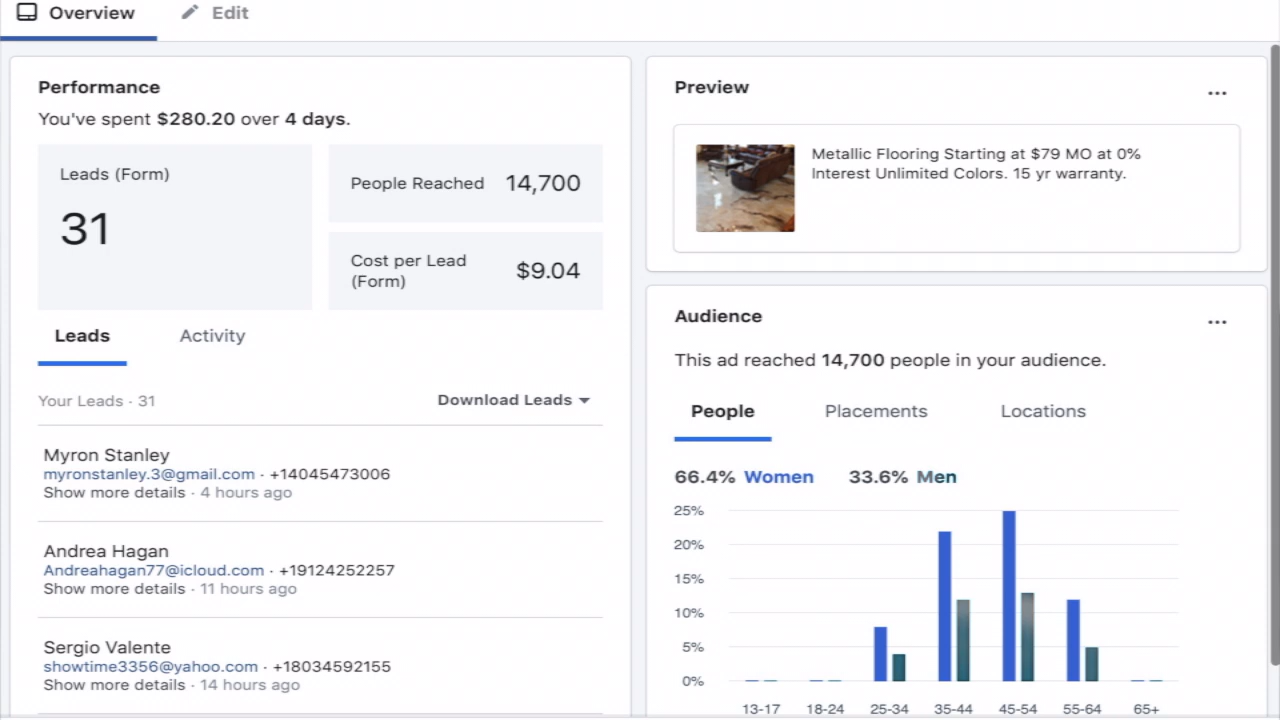 Overview
Edit
Performance
You've spent $280.20 over 4 days.
Leads (Form)
31
People Reached 14,700
Cost per Lead
(Form)
$9.04
Leads
Activity
Your Leads · 31
Download Leads
Myron Stanley
myronstanley.3@gmail.com · +14045473006
Show more details · 4 hours ago
Andrea Hagan
Andreahagan77@icloud.com · +19124252257
Show more details · 11 hours ago
Sergio Valente
showtime3356@yahoo.com · +18034592155
Show more details · 14 hours ago
Preview
Metallic Flooring Starting at $79 MO at 0%
Interest Unlimited Colors. 15 yr warranty.
Audience
This ad reached 14,700 people in your audience.
People
Placements
Locations
66.4% Women
33.6% Men
25%
20%
15%
10%
5%
0%
13-17 18-24 25-34 35-44 45-54 55-64 65+